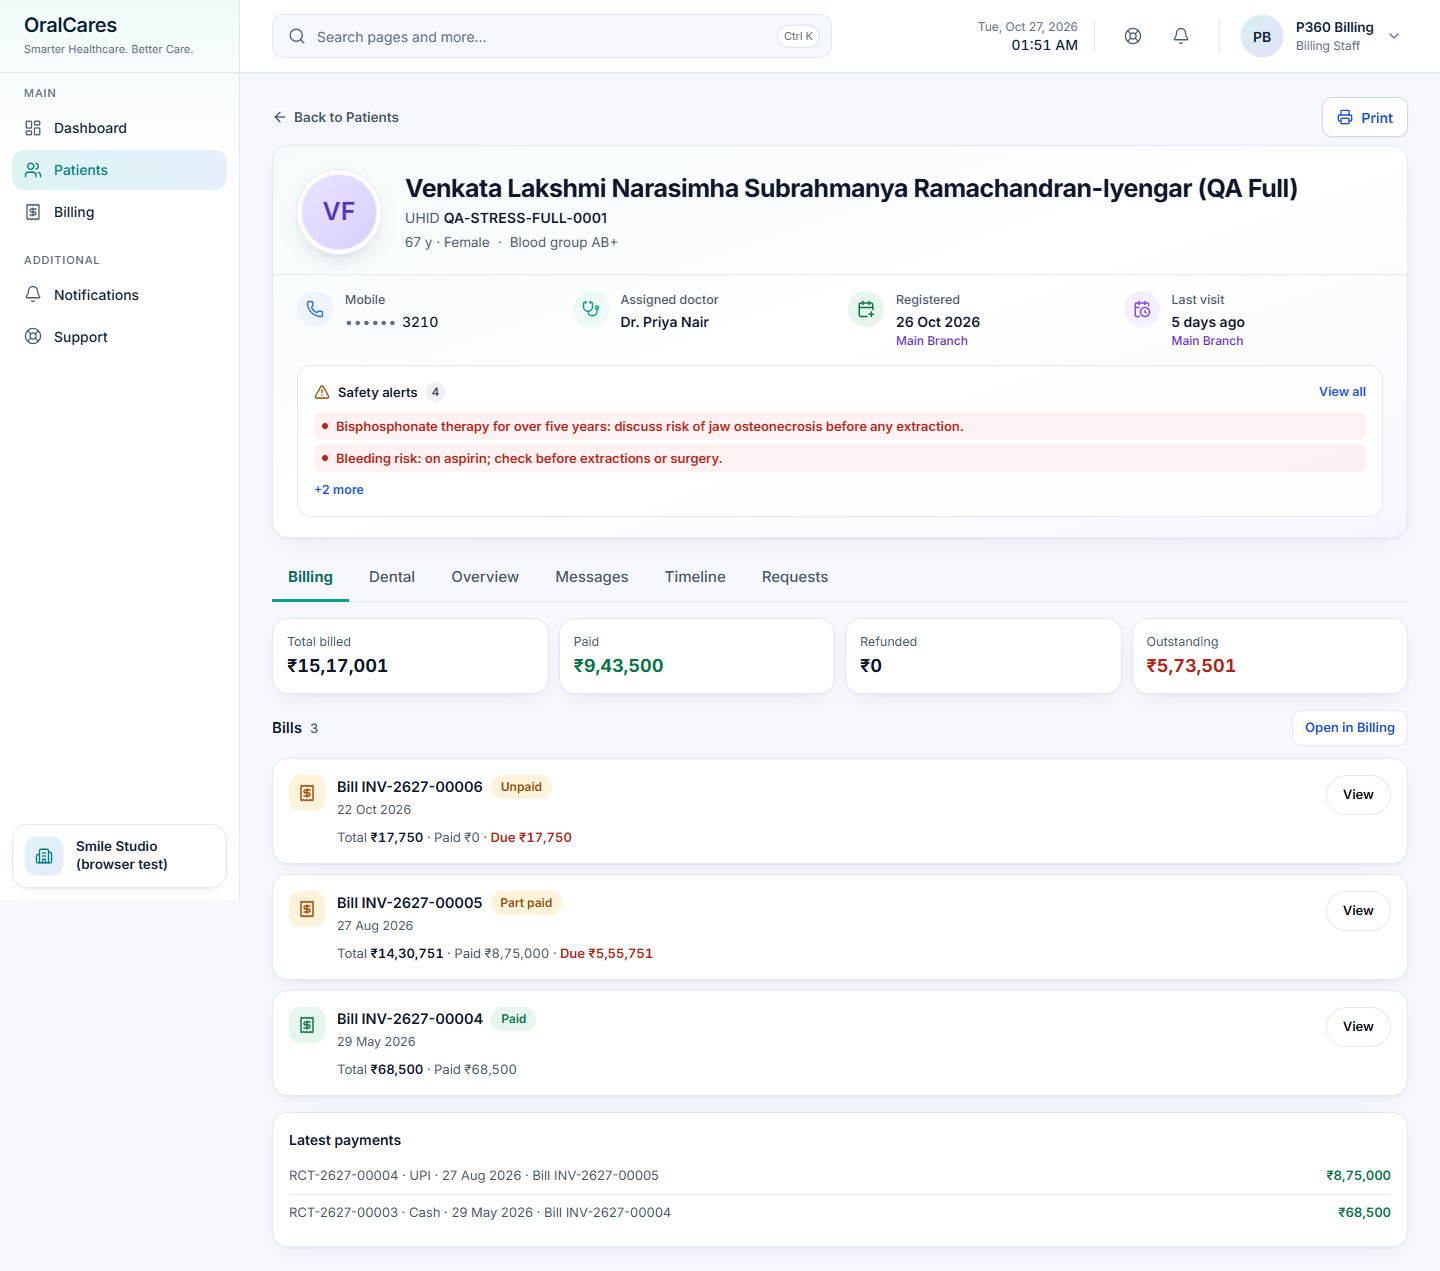 OralCares
Smarter Healthcare. Better Care.
Search pages and more...
Ctrl K
Tue, Oct 27, 2026
01:51 AM
PB
P360 Billing
Billing Staff
MAIN
Dashboard
Patients
Billing
ADDITIONAL
Notifications
Support
Smile Studio
(browser test)
Back to Patients
Print
VF
Venkata Lakshmi Narasimha Subrahmanya Ramachandran-Iyengar (QA Full)
UHID QA-STRESS-FULL-0001
67 y · Female · Blood group AB+
Mobile
•••••• 3210
Assigned doctor
Dr. Priya Nair
Registered
26 Oct 2026
Main Branch
Last visit
5 days ago
Main Branch
Safety alerts 4
View all
Bisphosphonate therapy for over five years: discuss risk of jaw osteonecrosis before any extraction.
Bleeding risk: on aspirin; check before extractions or surgery.
+2 more
Billing
Dental
Overview
Messages
Timeline
Requests
Total billed
₹15,17,001
Paid
₹9,43,500
Refunded
₹0
Outstanding
₹5,73,501
Bills 3
Open in Billing
Bill INV-2627-00006 Unpaid
22 Oct 2026
Total ₹17,750 · Paid ₹0 · Due ₹17,750
View
Bill INV-2627-00005 Part paid
27 Aug 2026
Total ₹14,30,751 · Paid ₹8,75,000 · Due ₹5,55,751
View
Bill INV-2627-00004 Paid
29 May 2026
Total ₹68,500 · Paid ₹68,500
View
Latest payments
RCT-2627-00004 · UPI · 27 Aug 2026 · Bill INV-2627-00005 ₹8,75,000
RCT-2627-00003 · Cash · 29 May 2026 · Bill INV-2627-00004 ₹68,500